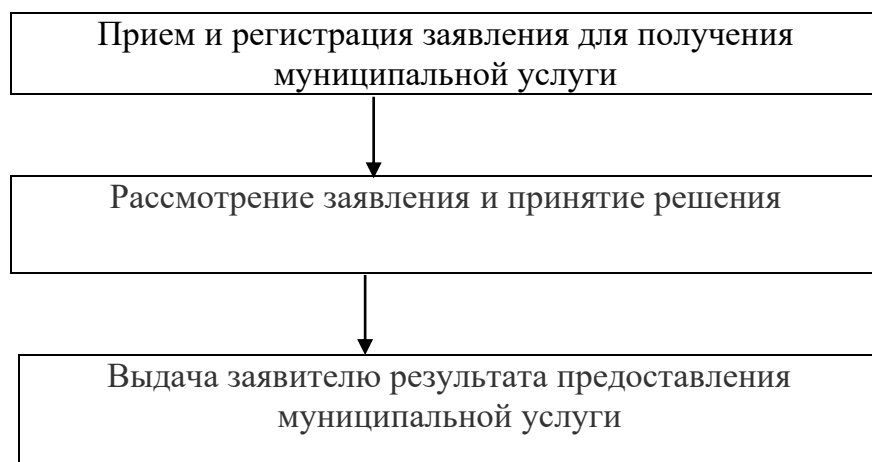 Прием и регистрация заявления для получения
муниципальной услуги
Рассмотрение заявления и принятие решения
Выдача заявителю результата предоставления
муниципальной услуги